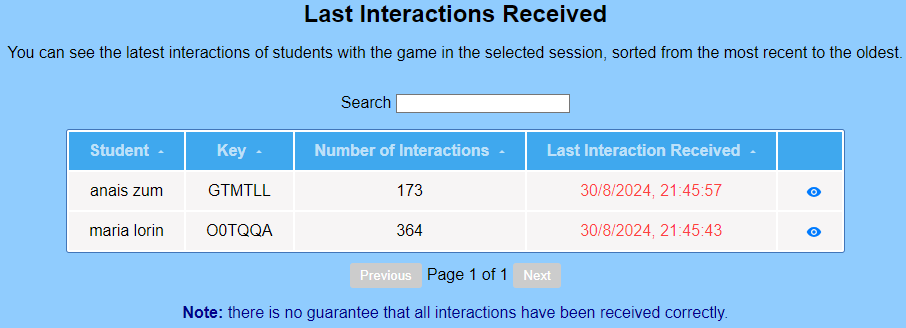 Last Interactions Received
You can see the latest interactions of students with the game in the selected session, sorted from the most recent to the oldest.
Search
Student Key Number of Interactions Last Interaction Received
anais zum GTMTLL 173 30/8/2024, 21:45:57
maria lorin O0TQQA 364 30/8/2024, 21:45:43
Previous Page 1 of 1 Next
Note: there is no guarantee that all interactions have been received correctly.